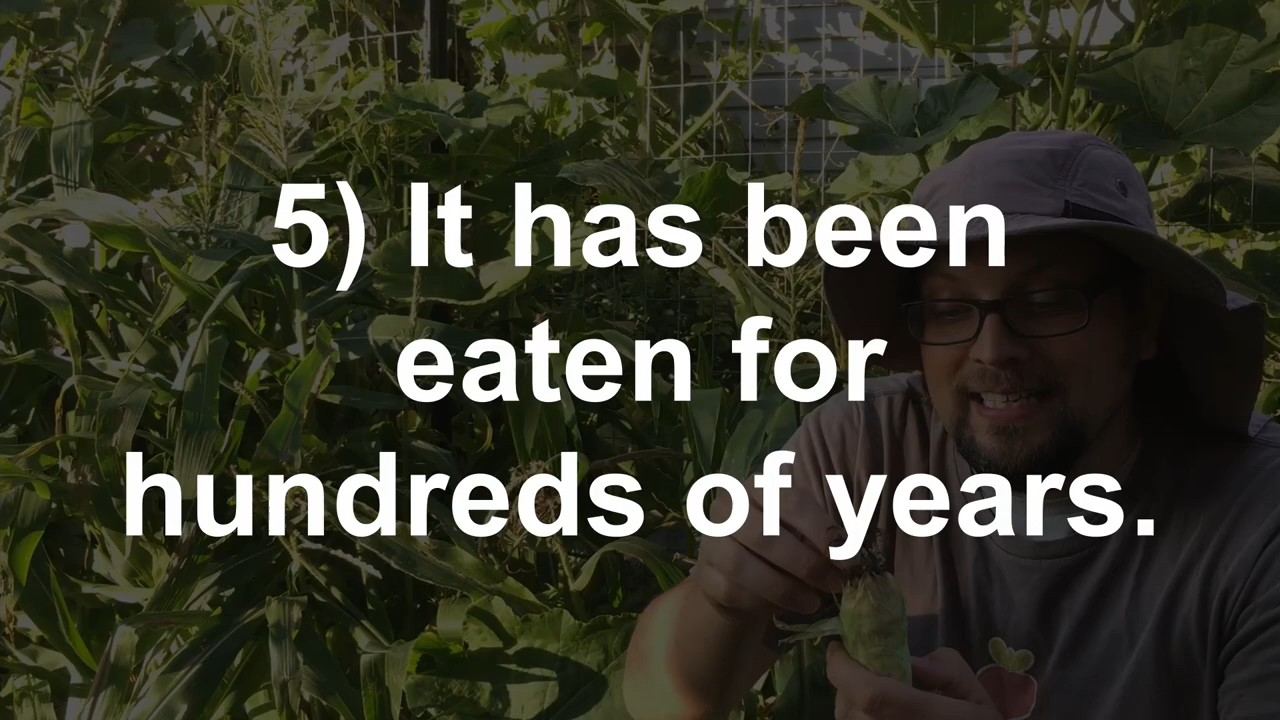 5) It has been
eaten for
hundreds of years.